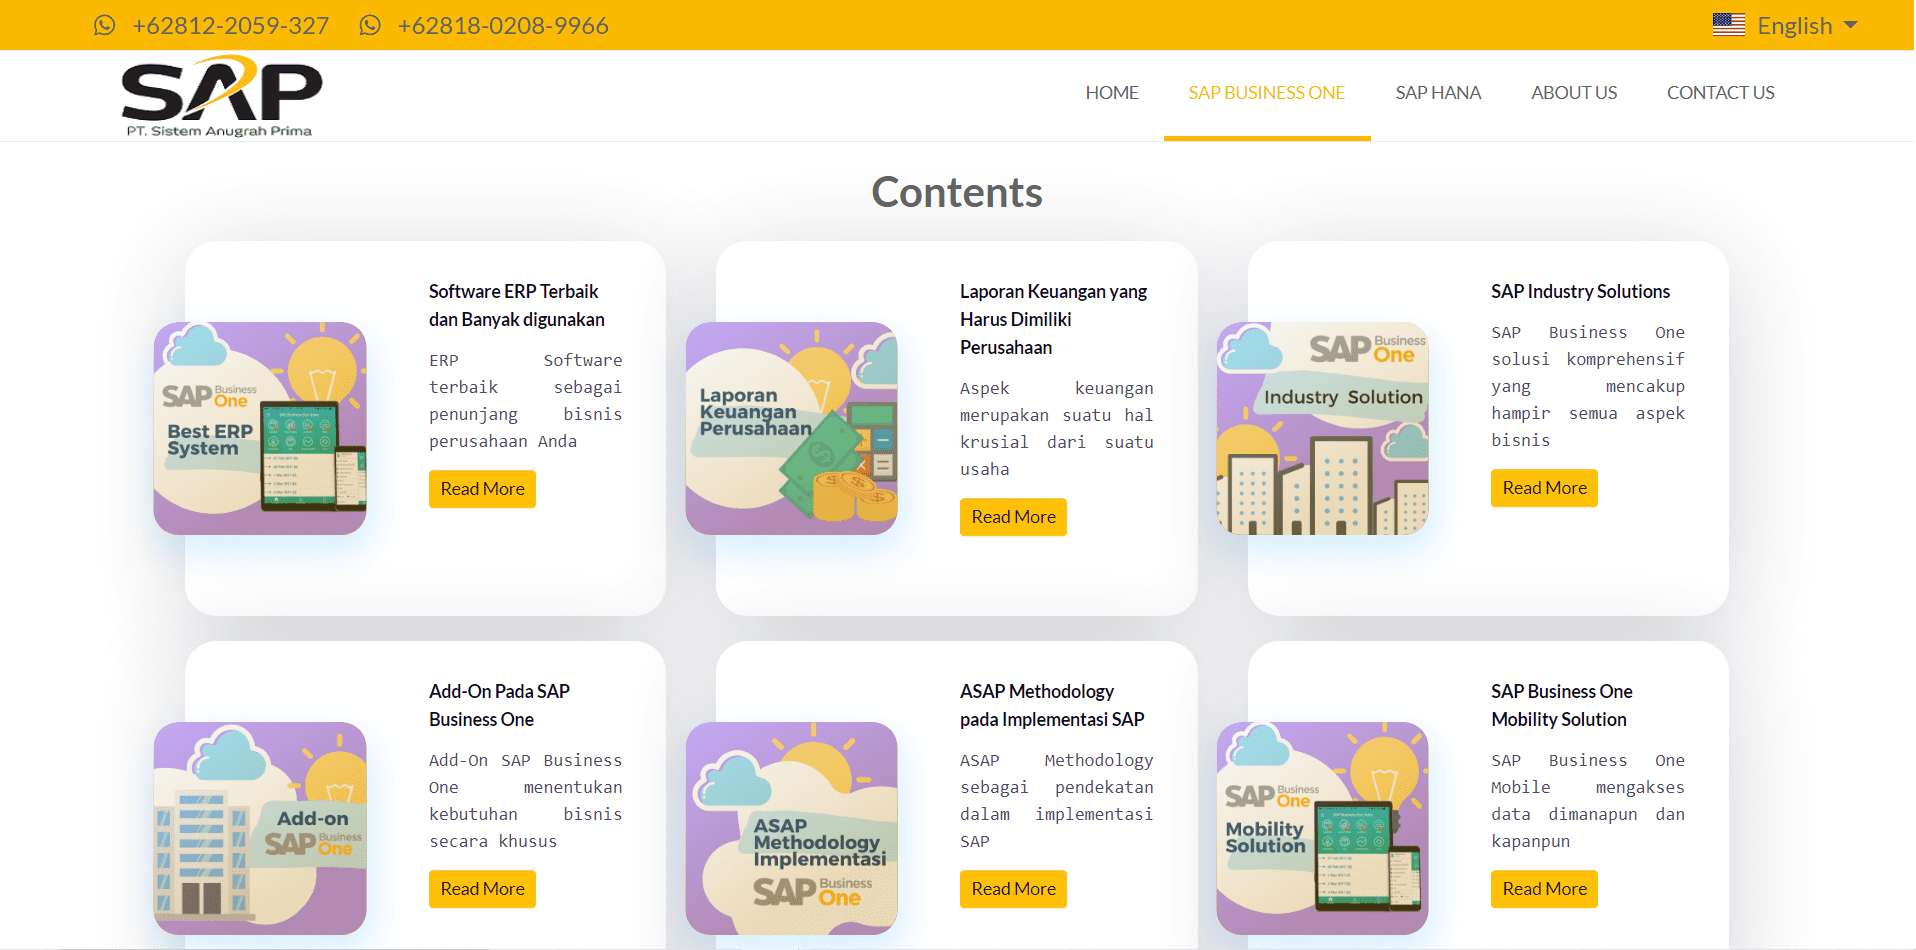 +62812-2059-327 +62818-0208-9966 English
SAP
PT. Sistem Anugrah Prima
HOME SAP BUSINESS ONE SAP HANA ABOUT US CONTACT US
Contents
SAP Business One
Best ERP
System
Software ERP Terbaik
dan Banyak digunakan
ERP Software
terbaik sebagai
penunjang bisnis
perusahaan Anda
Read More
Laporan
Keuangan
Perusahaan
Laporan Keuangan yang
Harus Dimiliki
Perusahaan
Aspek keuangan
merupakan suatu hal
krusial dari suatu
usaha
Read More
SAP Business One
Industry Solution
SAP Industry Solutions
SAP Business One
solusi komprehensif
yang mencakup
hampir semua aspek
bisnis
Read More
Add-on
SAP Business One
Add-On Pada SAP
Business One
Add-On SAP Business
One menentukan
kebutuhan bisnis
secara khusus
Read More
ASAP
Methodology
Implementasi
SAP Business One
ASAP Methodology
pada Implementasi SAP
ASAP Methodology
sebagai pendekatan
dalam implementasi
SAP
Read More
SAP Business One
Mobility
Solution
SAP Business One
Mobility Solution
SAP Business One
Mobile mengakses
data dimanapun dan
kapanpun
Read More